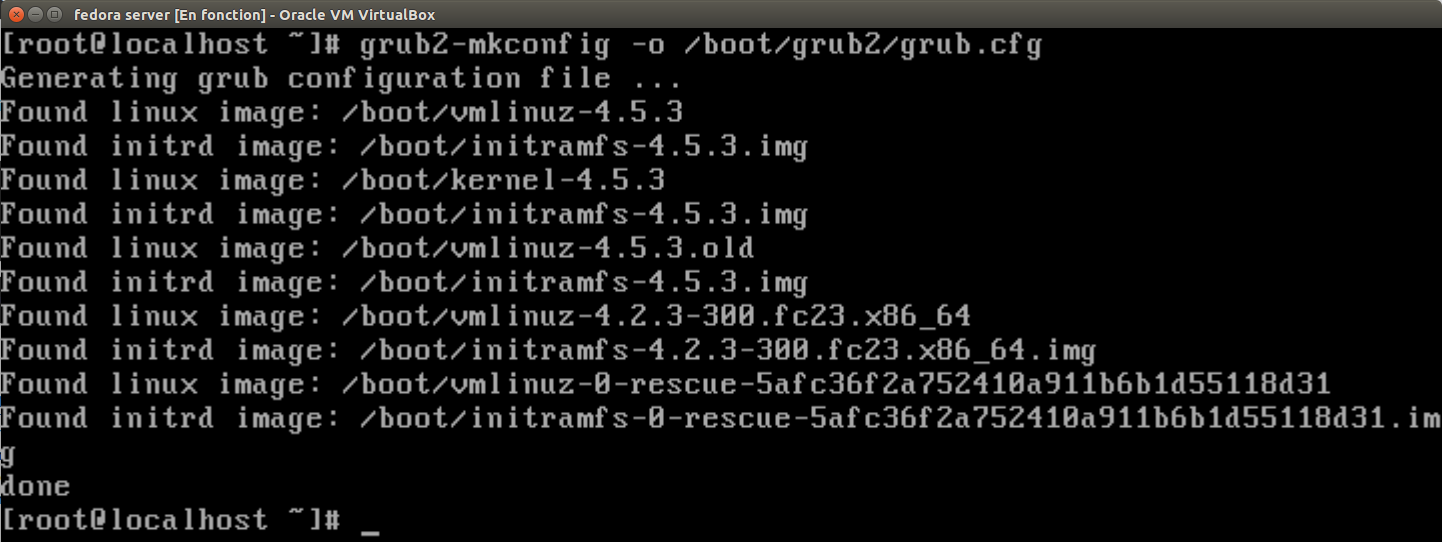 fedora server [En fonction] - Oracle VM VirtualBox
[root@localhost ~]# grub2-mkconfig -o /boot/grub2/grub.cfg
Generating grub configuration file ...
Found linux image: /boot/vmlinuz-4.5.3
Found initrd image: /boot/initramfs-4.5.3.img
Found linux image: /boot/kernel-4.5.3
Found initrd image: /boot/initramfs-4.5.3.img
Found linux image: /boot/vmlinuz-4.5.3.old
Found initrd image: /boot/initramfs-4.5.3.img
Found linux image: /boot/vmlinuz-4.2.3-300.fc23.x86_64
Found initrd image: /boot/initramfs-4.2.3-300.fc23.x86_64.img
Found linux image: /boot/vmlinuz-0-rescue-5afc36f2a752410a911b6b1d55118d31
Found initrd image: /boot/initramfs-0-rescue-5afc36f2a752410a911b6b1d55118d31.im
g
done
[root@localhost ~]# _